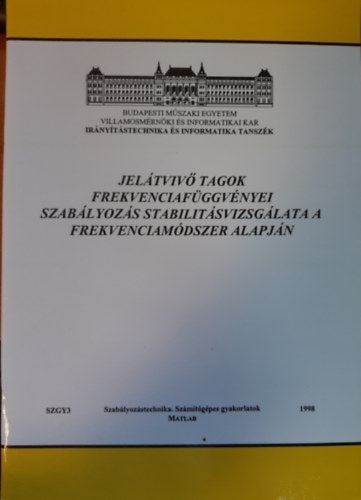 BUDAPESTI MŰSZAKI EGYETEM
VILLAMOSMÉRNÖKI ÉS INFORMATIKAI KAR
IRÁNYÍTÁSTECHNIKA ÉS INFORMATIKA TANSZÉK
JELÁTVIVŐ TAGOK
FREKVENCIAFÜGGVÉNYEI
SZABÁLYOZÁS STABILITÁSVIZSGÁLATA A
FREKVENCIAMÓDSZER ALAPJÁN
SZGY3 Szabályozástechnika. Számítógépes gyakorlatok 1998
MATLAB